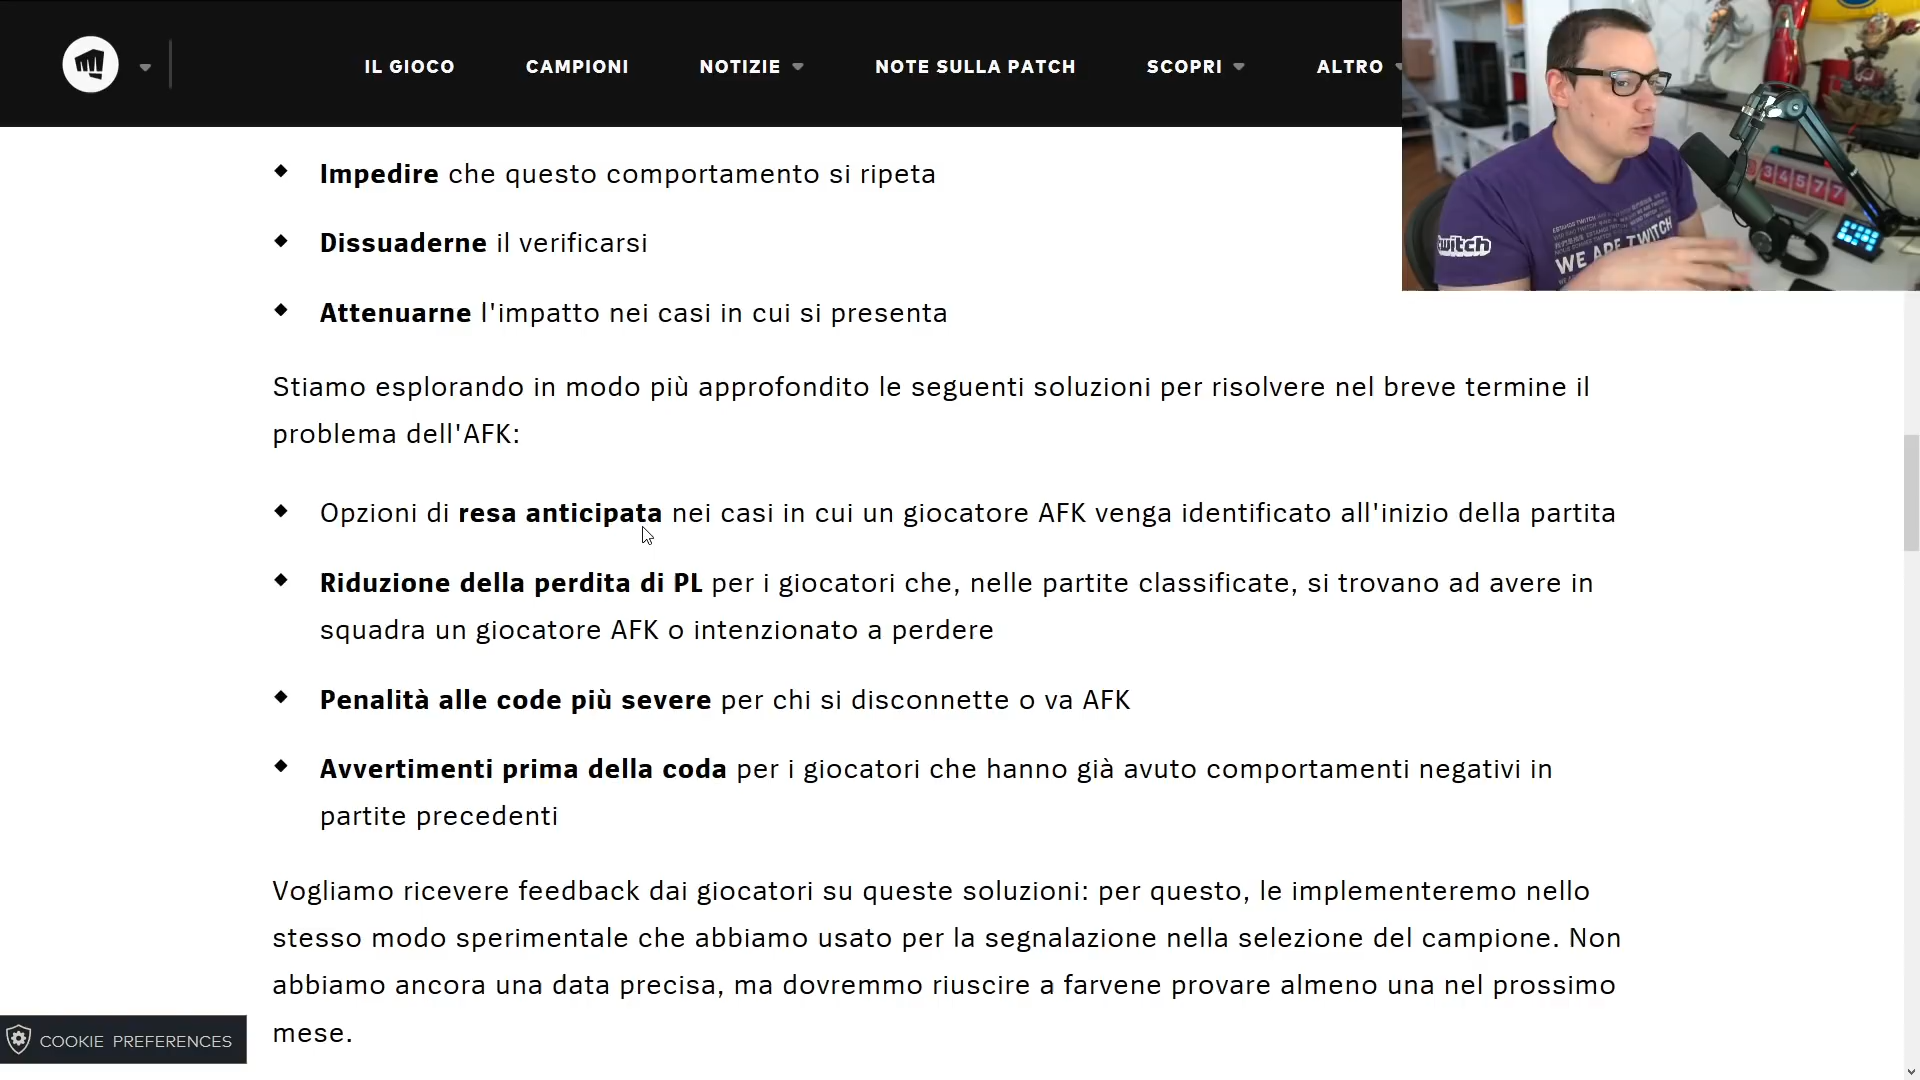 IL GIOCO
CAMPIONI
NOTIZIE
NOTE SULLA PATCH
SCOPRI
ALTRO
Impedire che questo comportamento si ripeta
Dissuaderne il verificarsi
Attenuarne l'impatto nei casi in cui si presenta
Stiamo esplorando in modo più approfondito le seguenti soluzioni per risolvere nel breve termine il
problema dell'AFK:
Opzioni di resa anticipata nei casi in cui un giocatore AFK venga identificato all'inizio della partita
Riduzione della perdita di PL per i giocatori che, nelle partite classificate, si trovano ad avere in
squadra un giocatore AFK o intenzionato a perdere
Penalità alle code più severe per chi si disconnette o va AFK
Avvertimenti prima della coda per i giocatori che hanno già avuto comportamenti negativi in
partite precedenti
Vogliamo ricevere feedback dai giocatori su queste soluzioni: per questo, le implementeremo nello
stesso modo sperimentale che abbiamo usato per la segnalazione nella selezione del campione. Non
abbiamo ancora una data precisa, ma dovremmo riuscire a farvene provare almeno una nel prossimo
mese.
COOKIE PREFERENCES
twitch
WE ARE TWITCH
34577